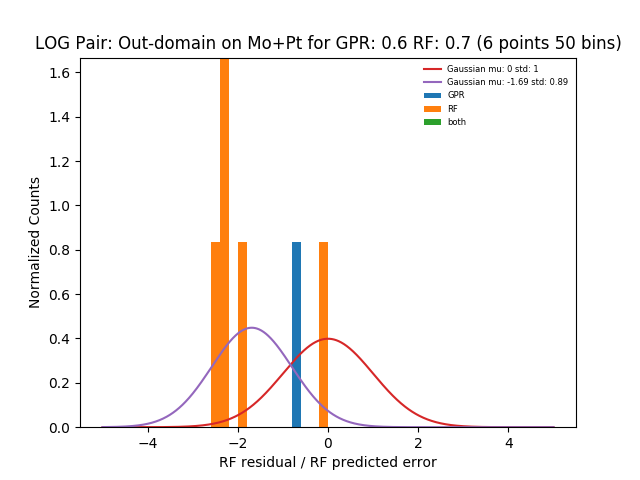 LOG Pair: Out-domain on Mo+Pt for GPR: 0.6 RF: 0.7 (6 points 50 bins)
Gaussian mu: 0 std: 1
Gaussian mu: -1.69 std: 0.89
GPR
RF
both
Normalized Counts
1.6
1.4
1.2
1.0
0.8
0.6
0.4
0.2
0.0
−4
−2
0
2
4
RF residual / RF predicted error